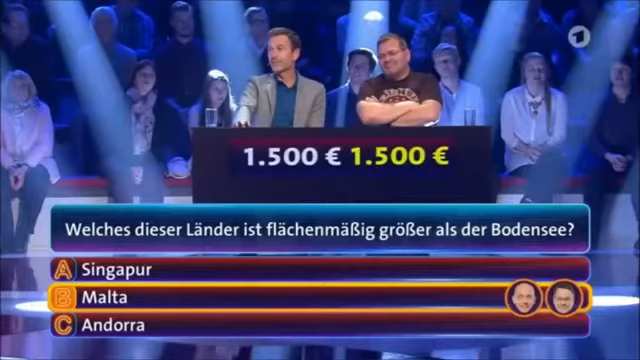 1.500 € 1.500 €
Welches dieser Länder ist flächenmäßig größer als der Bodensee?
A Singapur
B Malta
C Andorra